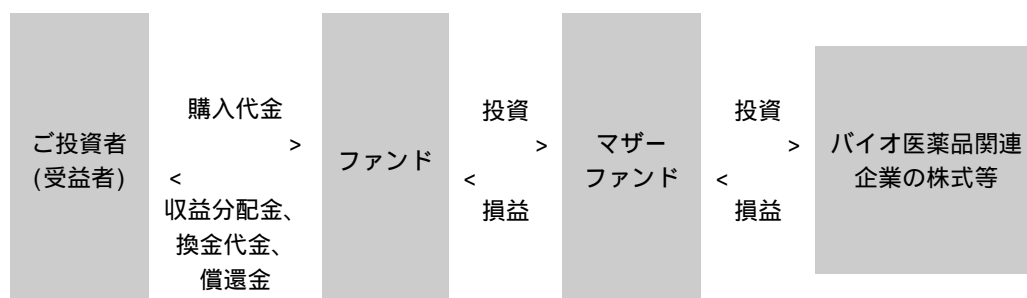 ご投資者
(受益者)
購入代金
>
<
収益分配金、
換金代金、
償還金
ファンド
投資
>
<
損益
マザー
ファンド
投資
>
<
損益
バイオ医薬品関連
企業の株式等